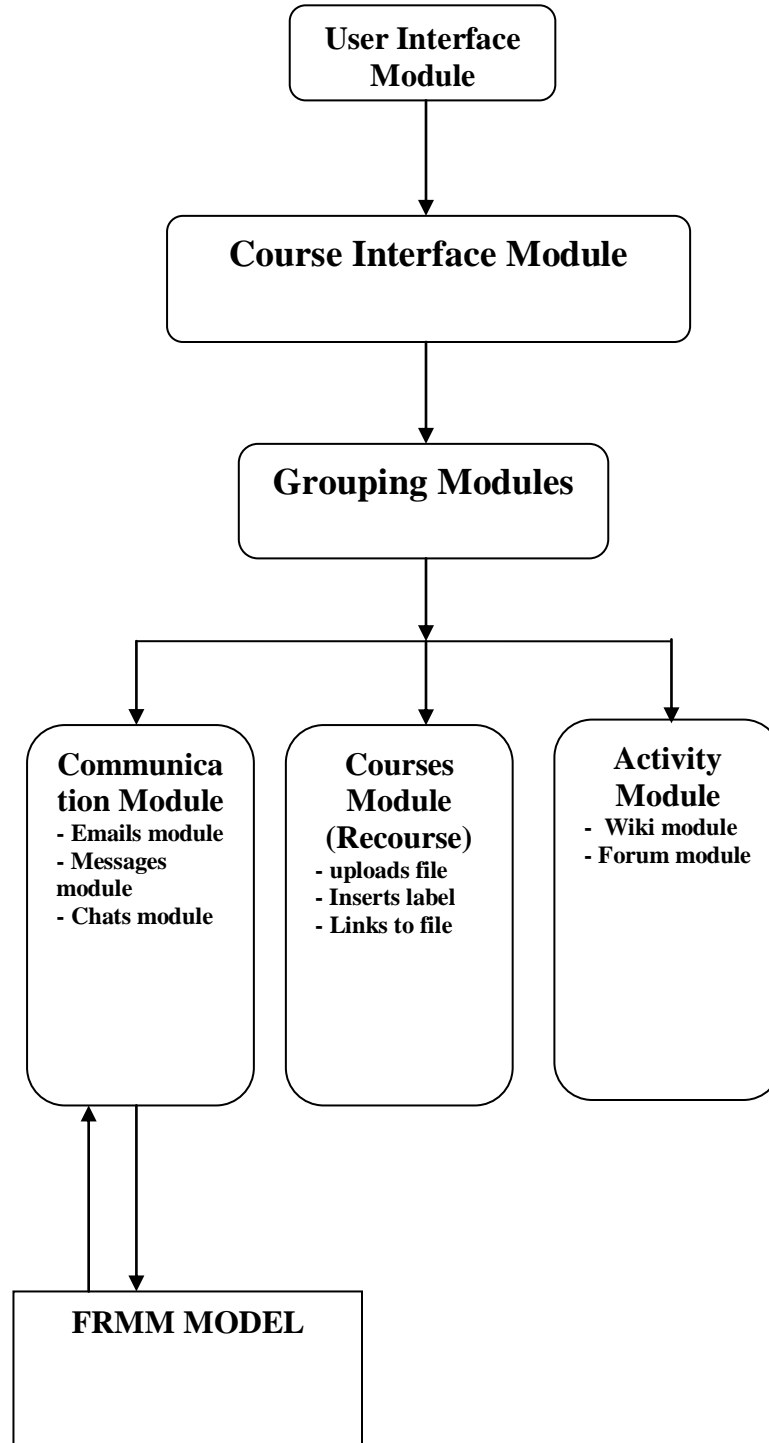 User Interface
Module
Course Interface Module
Grouping Modules
Communica
tion Module
- Emails module
- Messages
module
- Chats module
Courses
Module
(Recourse)
- uploads file
- Inserts label
- Links to file
Activity
Module
- Wiki module
- Forum module
FRMM MODEL